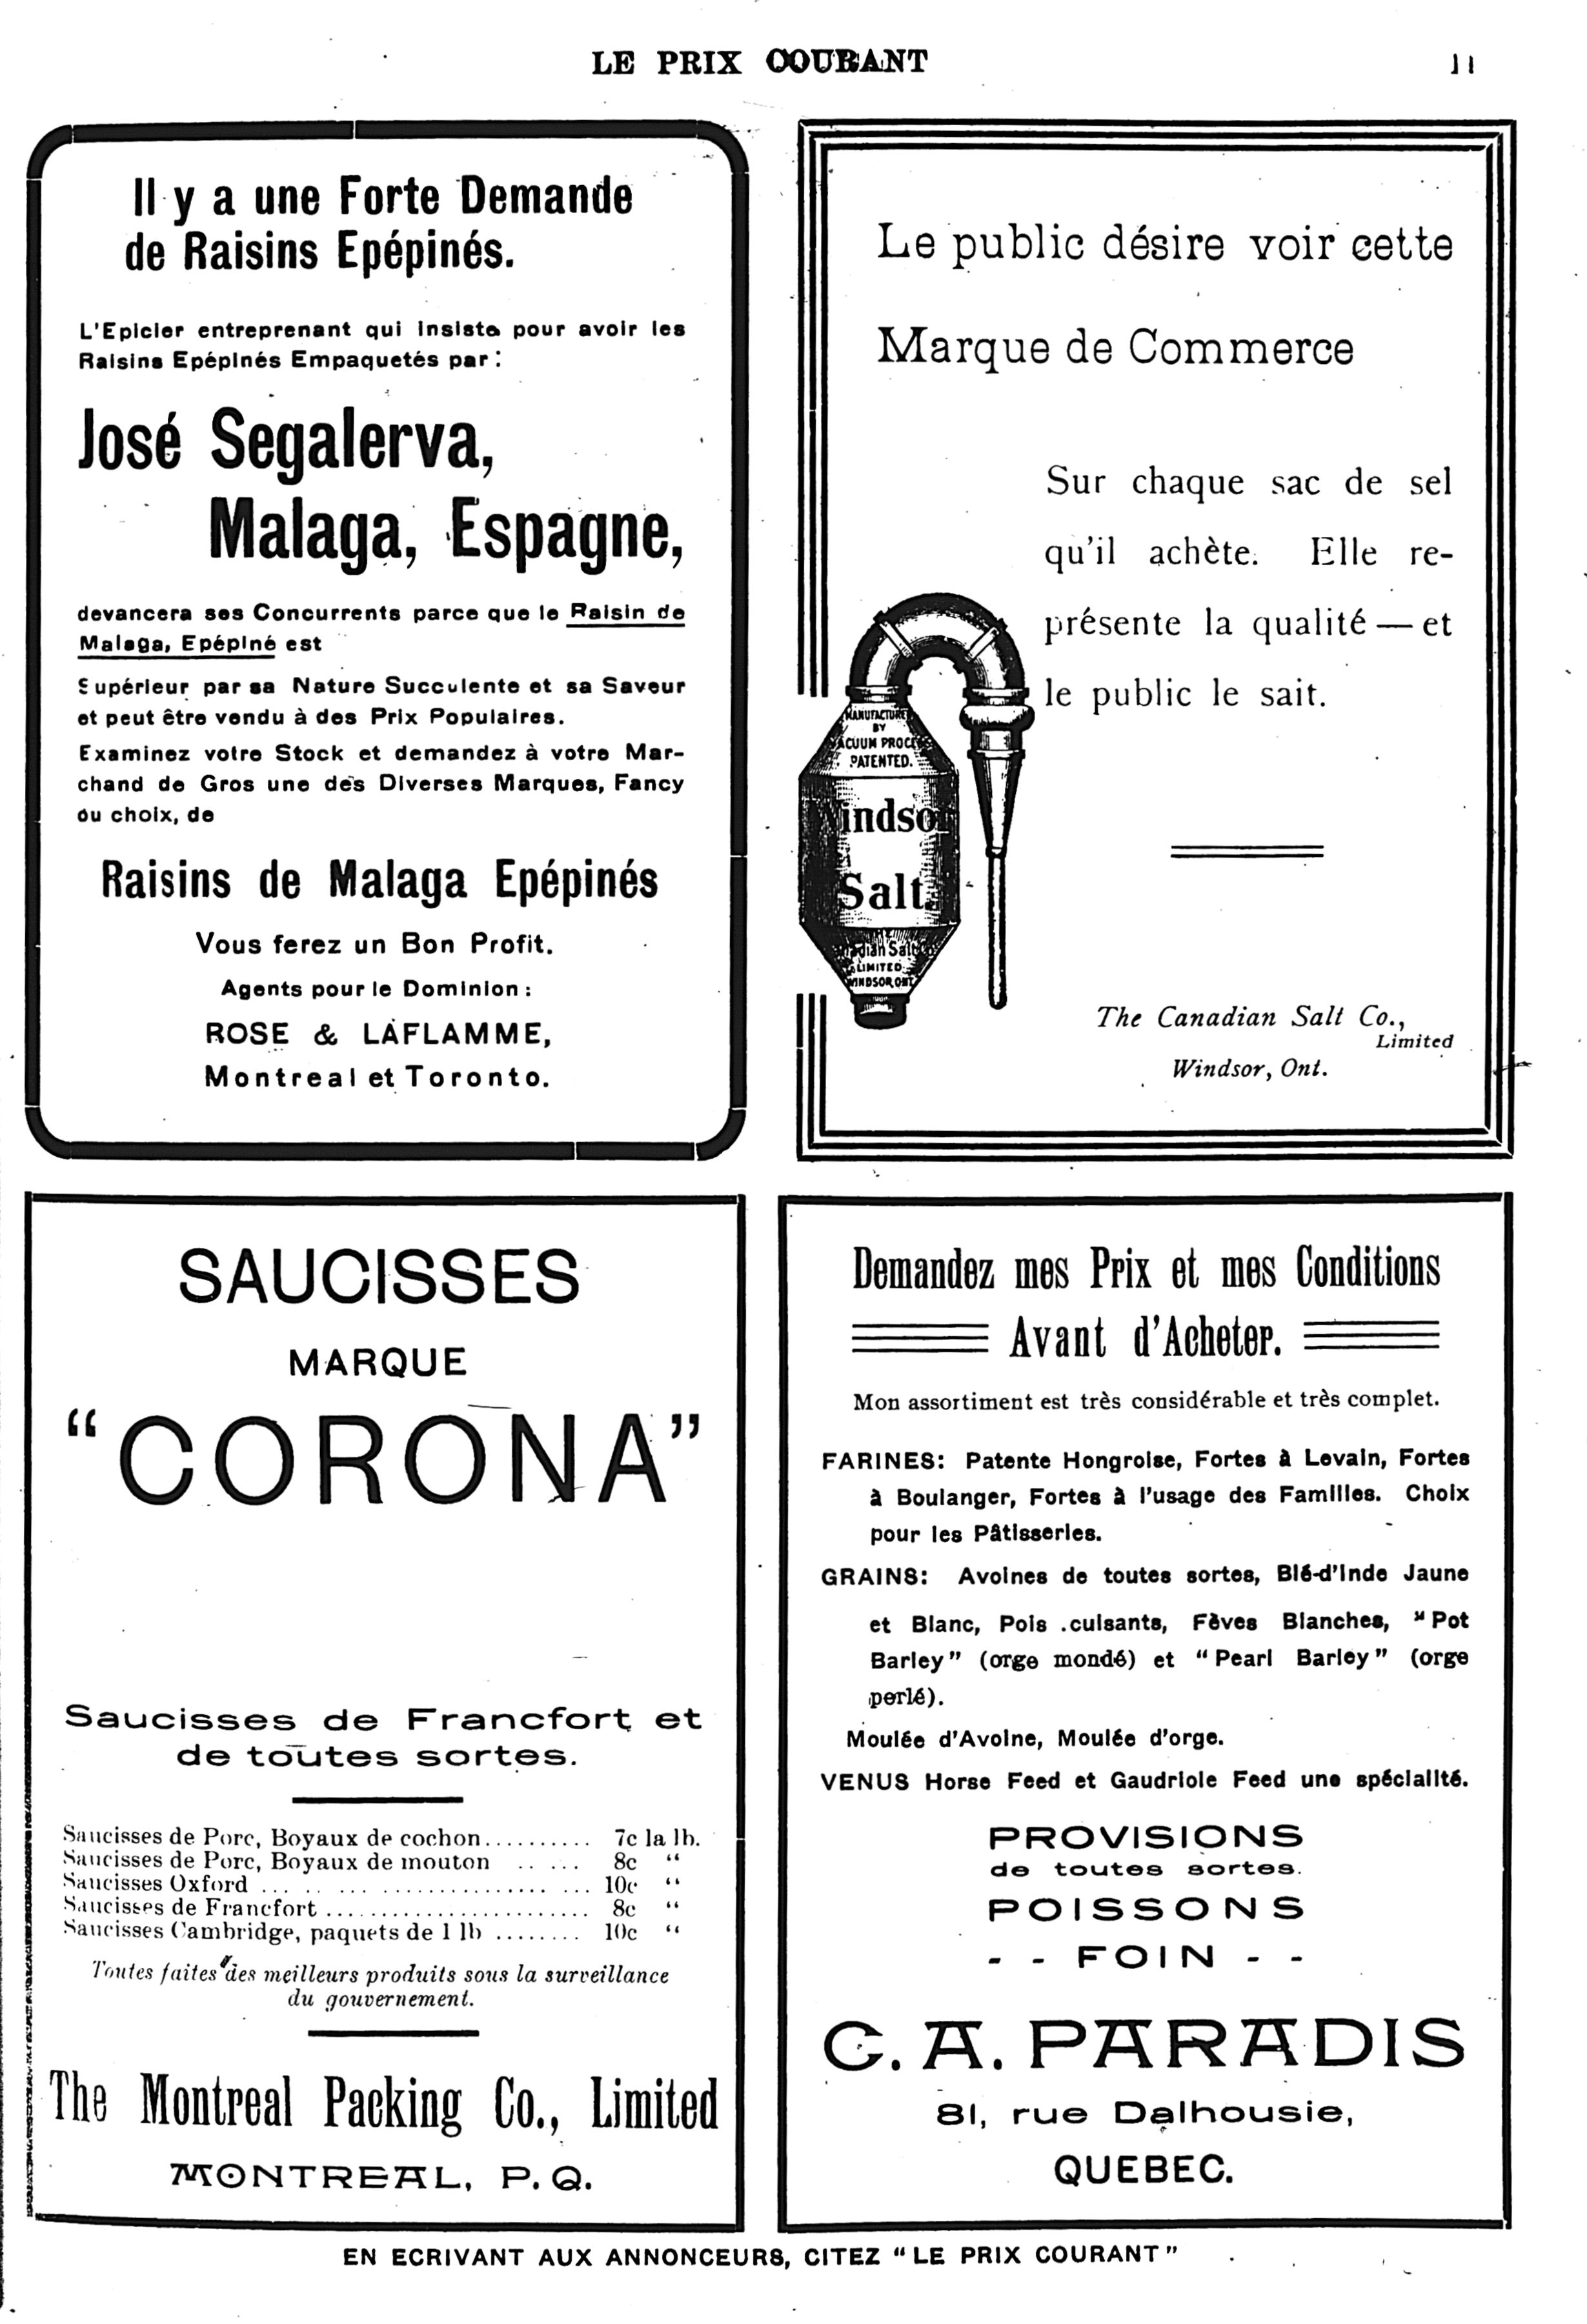 LE PRIX COURANT
11
Il y a une Forte Demande
de Raisins Epépinés.
L'Epicier entreprenant qui insiste pour avoir les
Raisins Epépinés Empaquetés par:
José Segalerva,
Malaga, Espagne,
devancera ses Concurrents parce que le Raisin de
Malaga, Epépiné est
Supérieur par sa Nature Succulente et sa Saveur
et peut être vendu à des Prix Populaires.
Examinez votre Stock et demandez à votre Mar-
chand de Gros une des Diverses Marques, Fancy
ou choix, de
Raisins de Malaga Epépinés
Vous ferez un Bon Profit.
Agents pour le Dominion:
ROSE & LAFLAMME,
Montreal et Toronto.
Le public désire voir cette
Marque de Commerce
Sur chaque sac de sel
qu'il achète. Elle re-
présente la qualité — et
le public le sait.
MANUFACTURE
BY
VACUUM PROCESS
PATENTED.
Windsor
Salt.
Canadian Salt Co
LIMITED
WINDSOR, ONT.
The Canadian Salt Co.,
Limited
Windsor, Ont.
SAUCISSES
MARQUE
"CORONA"
Saucisses de Francfort et
de toutes sortes.
Saucisses de Porc, Boyaux de cochon.......... 7c la lb.
Saucisses de Porc, Boyaux de mouton .. ... 8c "
Saucisses Oxford ... .. ... .................. ... 10c "
Saucisses de Francfort ........................ 8c "
Saucisses Cambridge, paquets de 1 lb ........ 10c "
Toutes faites des meilleurs produits sous la surveillance
du gouvernement.
The Montreal Packing Co., Limited
MONTREAL, P.Q.
Demandez mes Prix et mes Conditions
Avant d'Acheter.
Mon assortiment est très considérable et très complet.
FARINES: Patente Hongroise, Fortes à Levain, Fortes
à Boulanger, Fortes à l'usage des Familles. Choix
pour les Pâtisseries.
GRAINS: Avoines de toutes sortes, Blé-d'Inde Jaune
et Blanc, Pois cuisants, Fèves Blanches, "Pot
Barley" (orge mondé) et "Pearl Barley" (orge
perlé).
Moulée d'Avoine, Moulée d'orge.
VENUS Horse Feed et Gaudriole Feed une spécialité.
PROVISIONS
de toutes sortes.
POISSONS
- - FOIN - -
C. A. PARADIS
81, rue Dalhousie,
QUEBEC.
EN ECRIVANT AUX ANNONCEURS, CITEZ "LE PRIX COURANT"